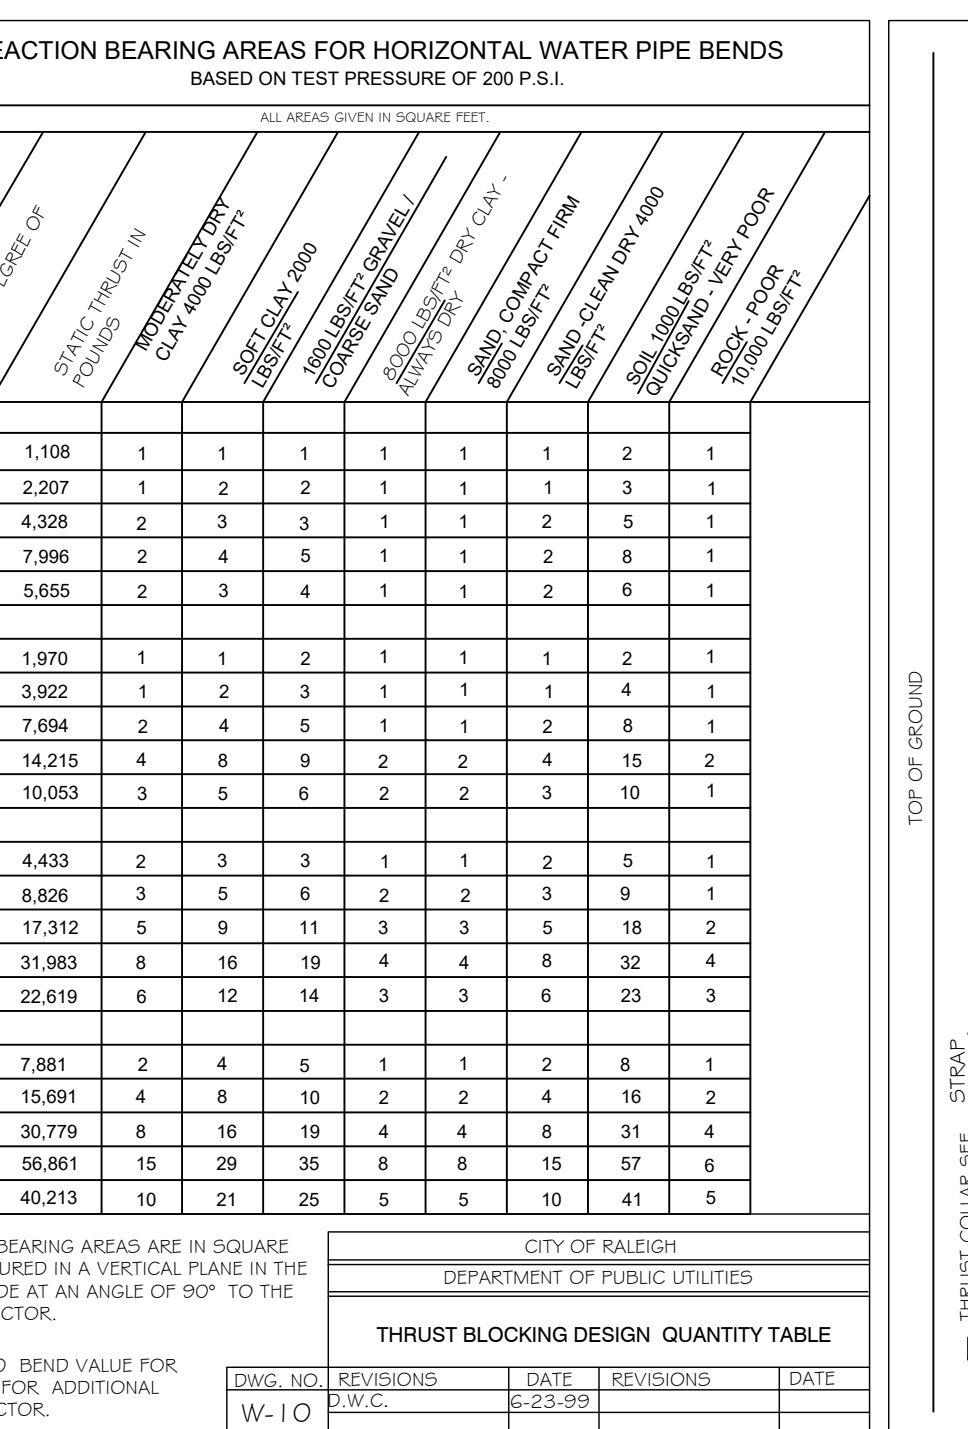 EACTION BEARING AREAS FOR HORIZONTAL WATER PIPE BENDS
BASED ON TEST PRESSURE OF 200 P.S.I.
ALL AREAS GIVEN IN SQUARE FEET.
EGREE OF
STATIC THRUST IN
POUNDS
MODERATELY DRY
CLAY 4000 LBS/FT²
SOFT CLAY 2000
LBS/FT²
1600 LBS/FT² GRAVEL /
COARSE SAND
8000 LBS/FT² DRY CLAY -
ALWAYS DRY
SAND, COMPACT FIRM
8000 LBS/FT²
SAND -CLEAN DRY 4000
LBS/FT²
SOIL 1000LBS/FT²
QUICKSAND - VERY POOR
ROCK - POOR
10,000 LBS/FT²
1,108 1 1 1 1 1 1 2 1
2,207 1 2 2 1 1 1 3 1
4,328 2 3 3 1 1 2 5 1
7,996 2 4 5 1 1 2 8 1
5,655 2 3 4 1 1 2 6 1
1,970 1 1 2 1 1 1 2 1
3,922 1 2 3 1 1 1 4 1
7,694 2 4 5 1 1 2 8 1
14,215 4 8 9 2 2 4 15 2
10,053 3 5 6 2 2 3 10 1
4,433 2 3 3 1 1 2 5 1
8,826 3 5 6 2 2 3 9 1
17,312 5 9 11 3 3 5 18 2
31,983 8 16 19 4 4 8 32 4
22,619 6 12 14 3 3 6 23 3
7,881 2 4 5 1 1 2 8 1
15,691 4 8 10 2 2 4 16 2
30,779 8 16 19 4 4 8 31 4
56,861 15 29 35 8 8 15 57 6
40,213 10 21 25 5 5 10 41 5
BEARING AREAS ARE IN SQUARE
URED IN A VERTICAL PLANE IN THE
DE AT AN ANGLE OF 90° TO THE
CTOR.
D BEND VALUE FOR
FOR ADDITIONAL
CTOR.
CITY OF RALEIGH
DEPARTMENT OF PUBLIC UTILITIES
THRUST BLOCKING DESIGN QUANTITY TABLE
DWG. NO. REVISIONS DATE REVISIONS DATE
W-10 D.W.C. 6-23-99
TOP OF GROUND
STRAP
THRUST COLLAR SEE